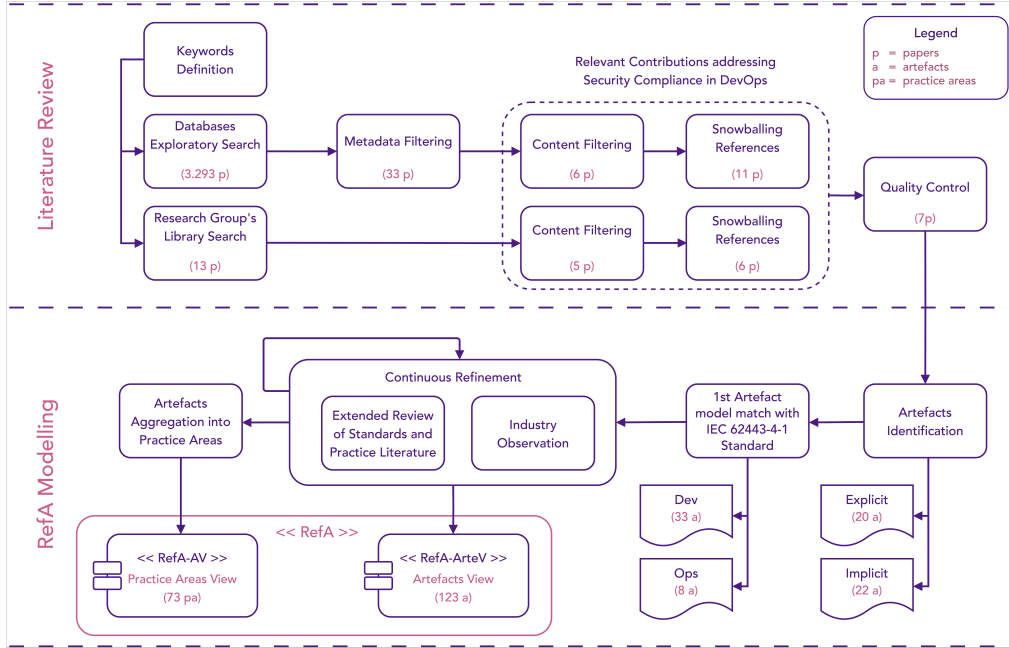 Literature Review
Keywords
Definition
Databases
Exploratory Search
(3.293 p)
Research Group's
Library Search
(13 p)
Metadata Filtering
(33 p)
Relevant Contributions addressing
Security Compliance in DevOps
Content Filtering
(6 p)
Snowballing
References
(11 p)
Content Filtering
(5 p)
Snowballing
References
(6 p)
Legend
p = papers
a = artefacts
pa = practice areas
Quality Control
(7p)
RefA Modelling
Artefacts
Identification
Explicit
(20 a)
Implicit
(22 a)
1st Artefact
model match with
IEC 62443-4-1
Standard
Dev
(33 a)
Ops
(8 a)
Continuous Refinement
Extended Review
of Standards and
Practice Literature
Industry
Observation
Artefacts
Aggregation into
Practice Areas
<< RefA >>
<< RefA-AV >>
Practice Areas View
(73 pa)
<< RefA-ArteV >>
Artefacts View
(123 a)